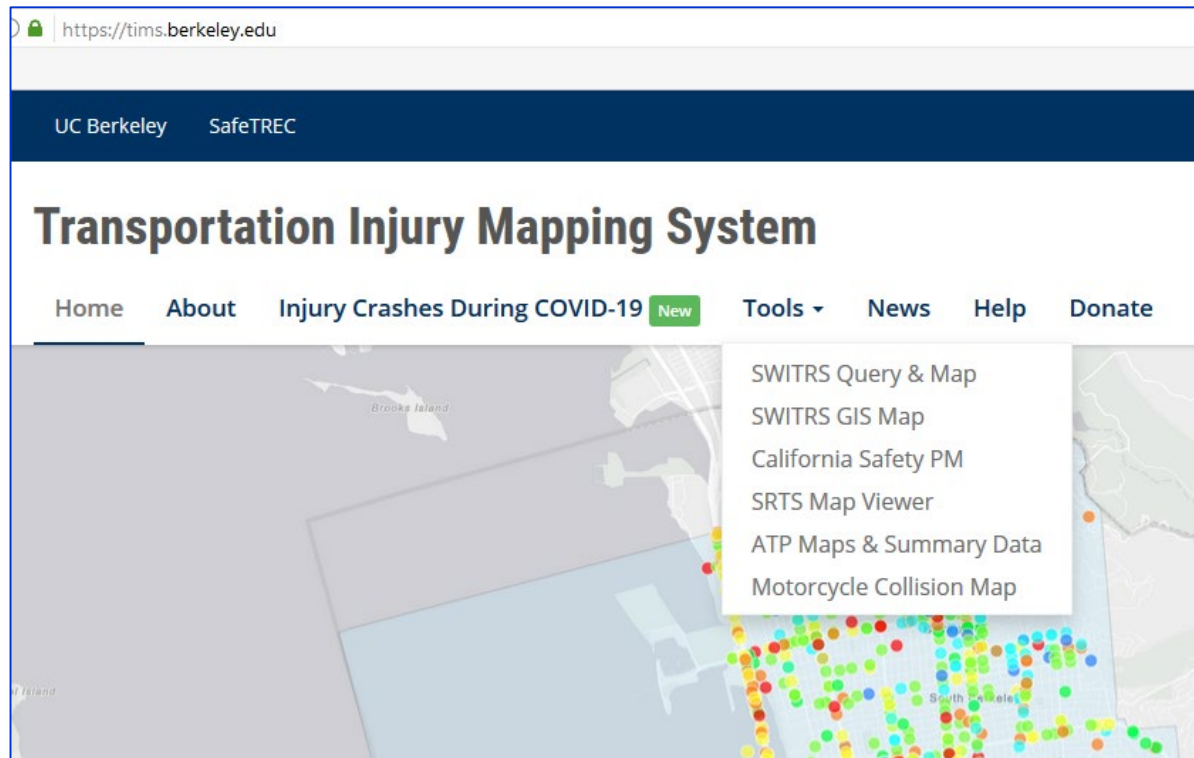 https://tims.berkeley.edu
UC Berkeley SafeTREC
Transportation Injury Mapping System
Home About Injury Crashes During COVID-19 New Tools News Help Donate
SWITRS Query & Map
SWITRS GIS Map
California Safety PM
SRTS Map Viewer
ATP Maps & Summary Data
Motorcycle Collision Map
Brooks Island
Island
South Berkeley